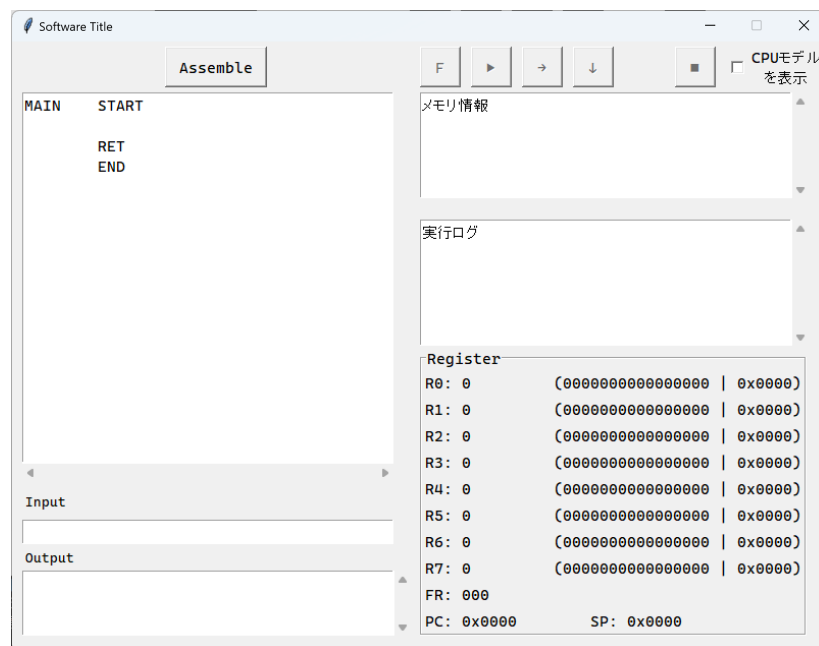 Software Title
Assemble
F ▶ → ↓ ■
CPUモデル
を表示
MAIN START
RET
END
Input
Output
メモリ情報
実行ログ
Register
R0: 0 (0000000000000000 | 0x0000)
R1: 0 (0000000000000000 | 0x0000)
R2: 0 (0000000000000000 | 0x0000)
R3: 0 (0000000000000000 | 0x0000)
R4: 0 (0000000000000000 | 0x0000)
R5: 0 (0000000000000000 | 0x0000)
R6: 0 (0000000000000000 | 0x0000)
R7: 0 (0000000000000000 | 0x0000)
FR: 000
PC: 0x0000 SP: 0x0000